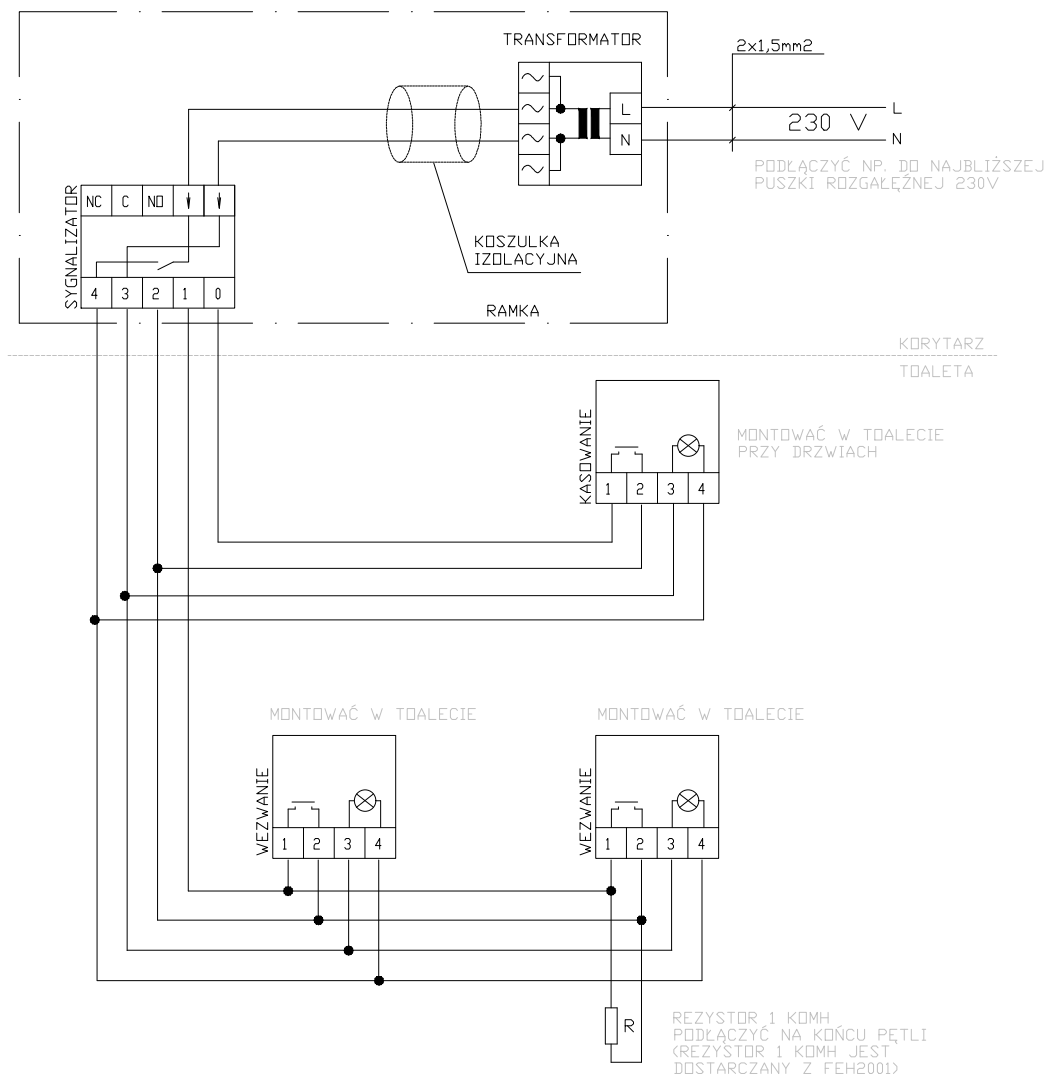 TRANSFORMATOR
2x1,5mm2
L
L
230 V
N
N
PODŁĄCZYĆ NP. DO NAJBLIŻSZEJ
PUSZKI ROZGAŁĘŹNEJ 230V
SYGNALIZATOR
NC C NO
4 3 2 1 0
KOSZULKA
IZOLACYJNA
RAMKA
KORYTARZ
TOALETA
KASOWANIE
1 2 3 4
MONTOWAĆ W TOALECIE
PRZY DRZWIACH
MONTOWAĆ W TOALECIE
WEZWANIE
1 2 3 4
MONTOWAĆ W TOALECIE
WEZWANIE
1 2 3 4
R
REZYSTOR 1 KOMH
PODŁĄCZYĆ NA KOŃCU PĘTLI
(REZYSTOR 1 KOMH JEST
DOSTARCZANY Z FEH2001)